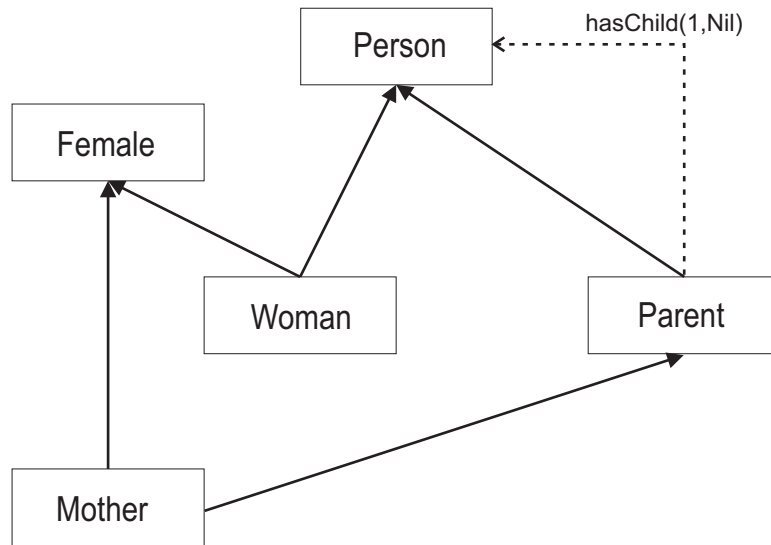 hasChild(1,Nil)
Person
Female
Woman
Parent
Mother